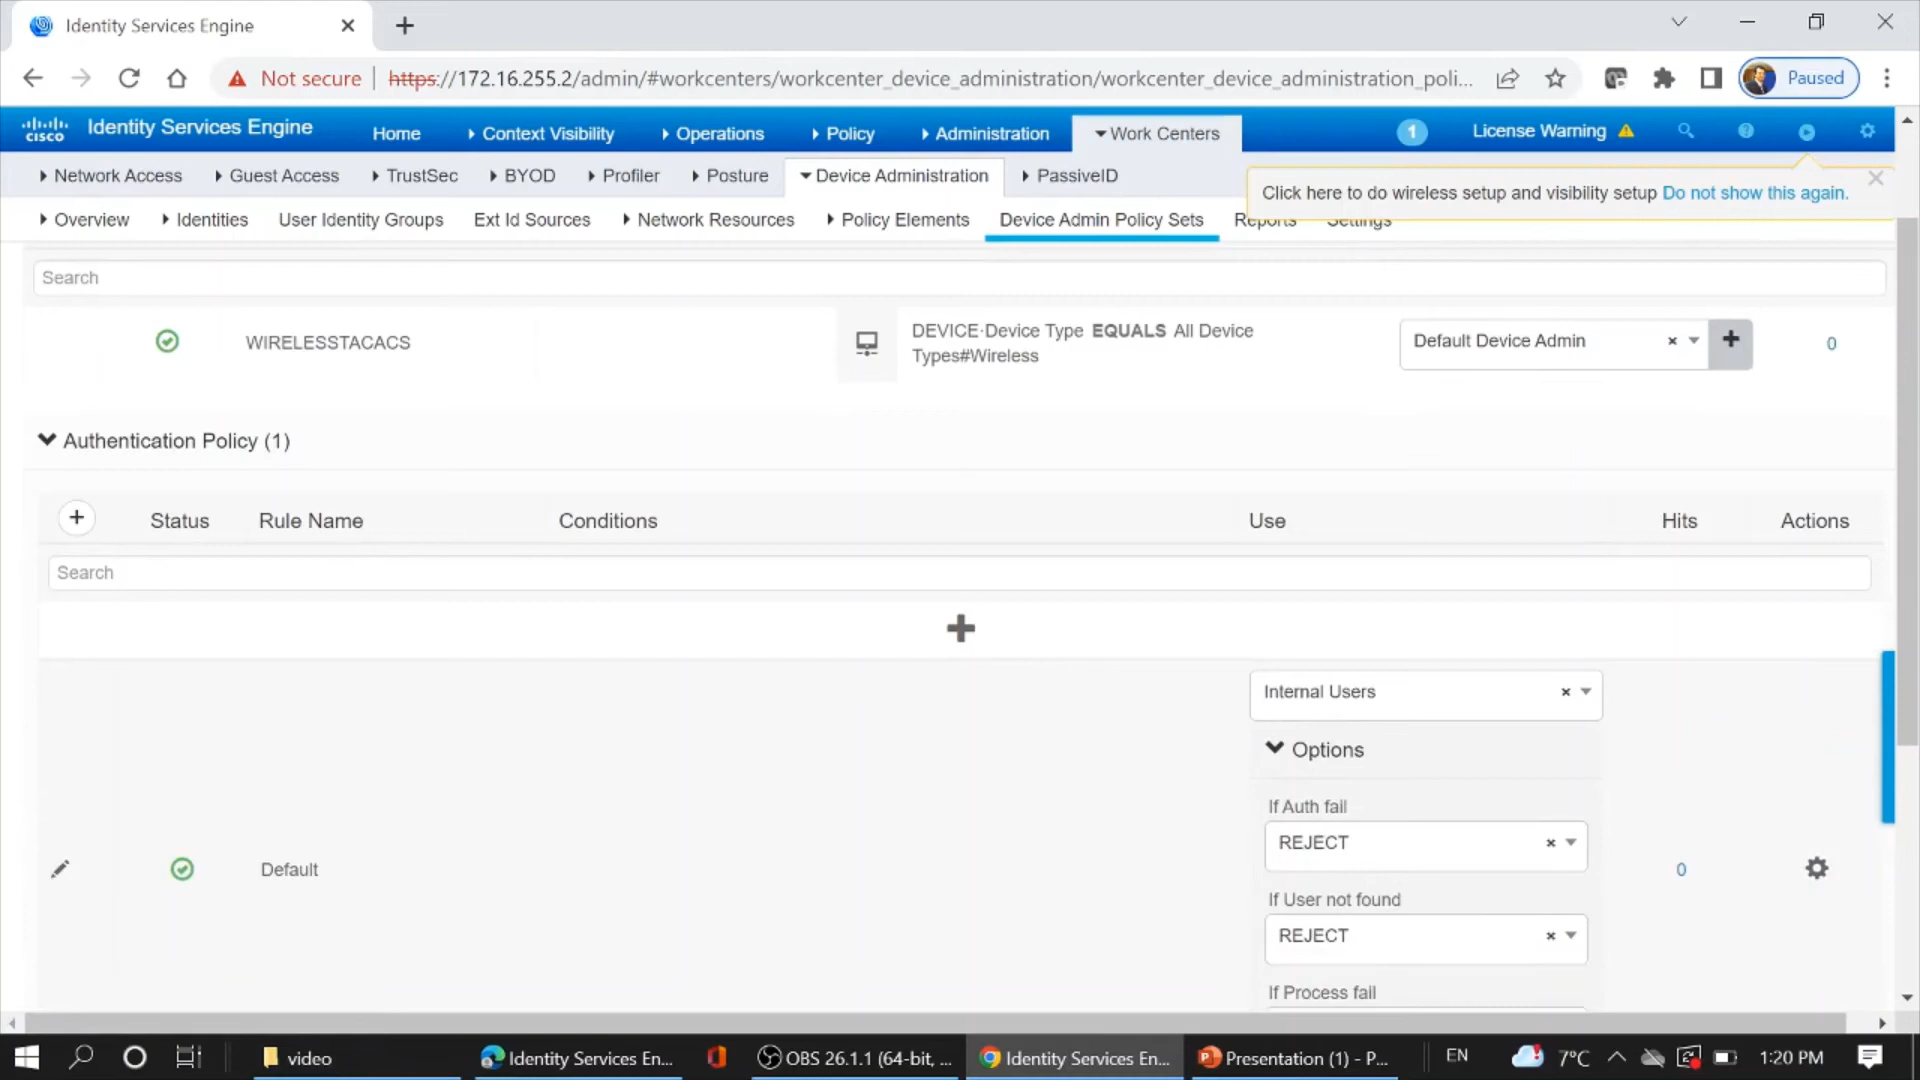 Identity Services Engine
Not secure https://172.16.255.2/admin/#workcenters/workcenter_device_administration/workcenter_device_administration_poli... Paused
CISCO Identity Services Engine Home Context Visibility Operations Policy Administration Work Centers 1 License Warning
Network Access Guest Access TrustSec BYOD Profiler Posture Device Administration PassiveID
Click here to do wireless setup and visibility setup Do not show this again.
Overview Identities User Identity Groups Ext Id Sources Network Resources Policy Elements Device Admin Policy Sets Reports Settings
Search
WIRELESSTACACS DEVICE·Device Type EQUALS All Device Types#Wireless Default Device Admin 0
Authentication Policy (1)
Status Rule Name Conditions Use Hits Actions
Search
Internal Users
Options
If Auth fail
REJECT
Default 0
If User not found
REJECT
If Process fail
video Identity Services En... OBS 26.1.1 (64-bit, ... Identity Services En... Presentation (1) - P... EN 7°C 1:20 PM